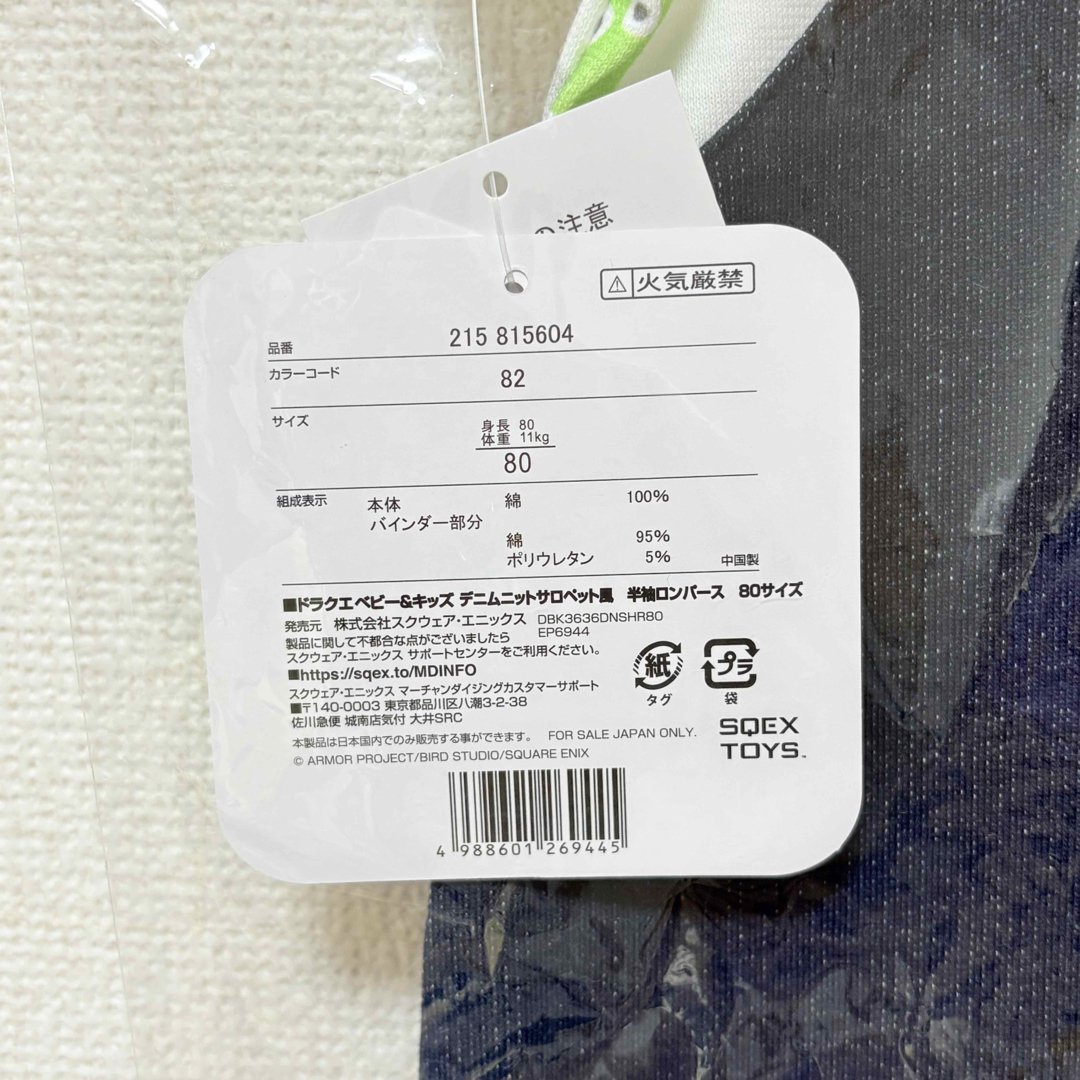 の注意
火気厳禁
品番 215 815604
カラーコード 82
サイズ 身長 80
体重 11kg
80
組成表示 本体 綿 100%
バインダー部分
綿 95%
ポリウレタン 5% 中国製
■ドラクエ ベビー&キッズ デニムニットサロペット風 半袖ロンパース 80サイズ
発売元 株式会社スクウェア・エニックス DBK3636DNSHR80
EP6944
製品に関して不都合な点がございましたら
スクウェア・エニックス サポートセンターをご利用ください。
■https://sqex.to/MDINFO
スクウェア・エニックス マーチャンダイジングカスタマーサポート
■〒140-0003 東京都品川区八潮3-2-38
佐川急便 城南店気付 大井SRC
紙
タグ
プラ
袋
本製品は日本国内でのみ販売する事ができます。 FOR SALE JAPAN ONLY.
© ARMOR PROJECT/BIRD STUDIO/SQUARE ENIX
SQEX
TOYS™
4 988601 269445